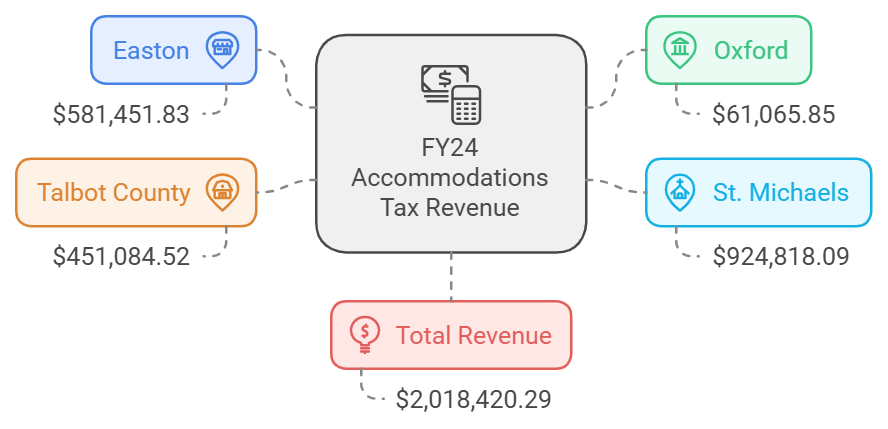 Easton
$581,451.83
Talbot County
$451,084.52
FY24
Accommodations
Tax Revenue
Oxford
$61,065.85
St. Michaels
$924,818.09
Total Revenue
$2,018,420.29